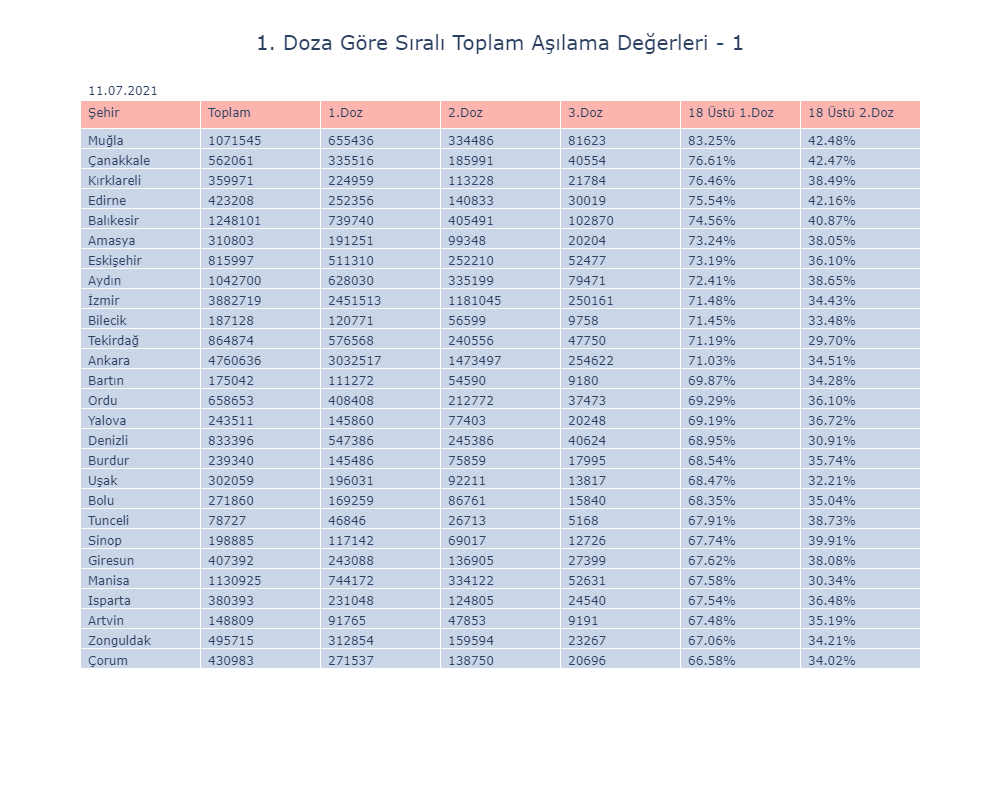 1. Doza Göre Sıralı Toplam Aşılama Değerleri - 1
11.07.2021
Şehir Toplam 1.Doz 2.Doz 3.Doz 18 Üstü 1.Doz 18 Üstü 2.Doz
Muğla 1071545 655436 334486 81623 83.25% 42.48%
Çanakkale 562061 335516 185991 40554 76.61% 42.47%
Kırklareli 359971 224959 113228 21784 76.46% 38.49%
Edirne 423208 252356 140833 30019 75.54% 42.16%
Balıkesir 1248101 739740 405491 102870 74.56% 40.87%
Amasya 310803 191251 99348 20204 73.24% 38.05%
Eskişehir 815997 511310 252210 52477 73.19% 36.10%
Aydın 1042700 628030 335199 79471 72.41% 38.65%
İzmir 3882719 2451513 1181045 250161 71.48% 34.43%
Bilecik 187128 120771 56599 9758 71.45% 33.48%
Tekirdağ 864874 576568 240556 47750 71.19% 29.70%
Ankara 4760636 3032517 1473497 254622 71.03% 34.51%
Bartın 175042 111272 54590 9180 69.87% 34.28%
Ordu 658653 408408 212772 37473 69.29% 36.10%
Yalova 243511 145860 77403 20248 69.19% 36.72%
Denizli 833396 547386 245386 40624 68.95% 30.91%
Burdur 239340 145486 75859 17995 68.54% 35.74%
Uşak 302059 196031 92211 13817 68.47% 32.21%
Bolu 271860 169259 86761 15840 68.35% 35.04%
Tunceli 78727 46846 26713 5168 67.91% 38.73%
Sinop 198885 117142 69017 12726 67.74% 39.91%
Giresun 407392 243088 136905 27399 67.62% 38.08%
Manisa 1130925 744172 334122 52631 67.58% 30.34%
Isparta 380393 231048 124805 24540 67.54% 36.48%
Artvin 148809 91765 47853 9191 67.48% 35.19%
Zonguldak 495715 312854 159594 23267 67.06% 34.21%
Çorum 430983 271537 138750 20696 66.58% 34.02%